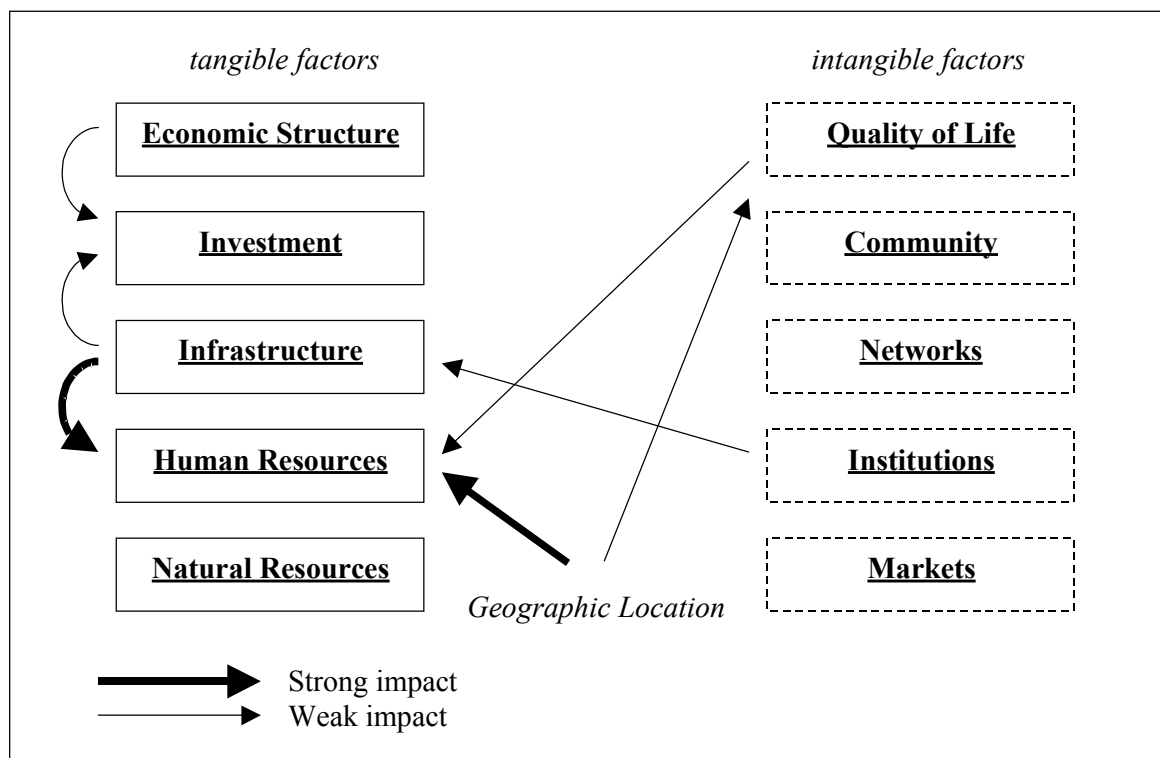 tangible factors
intangible factors
Economic Structure
Quality of Life
Investment
Community
Infrastructure
Networks
Human Resources
Institutions
Natural Resources
Markets
Geographic Location
Strong impact
Weak impact